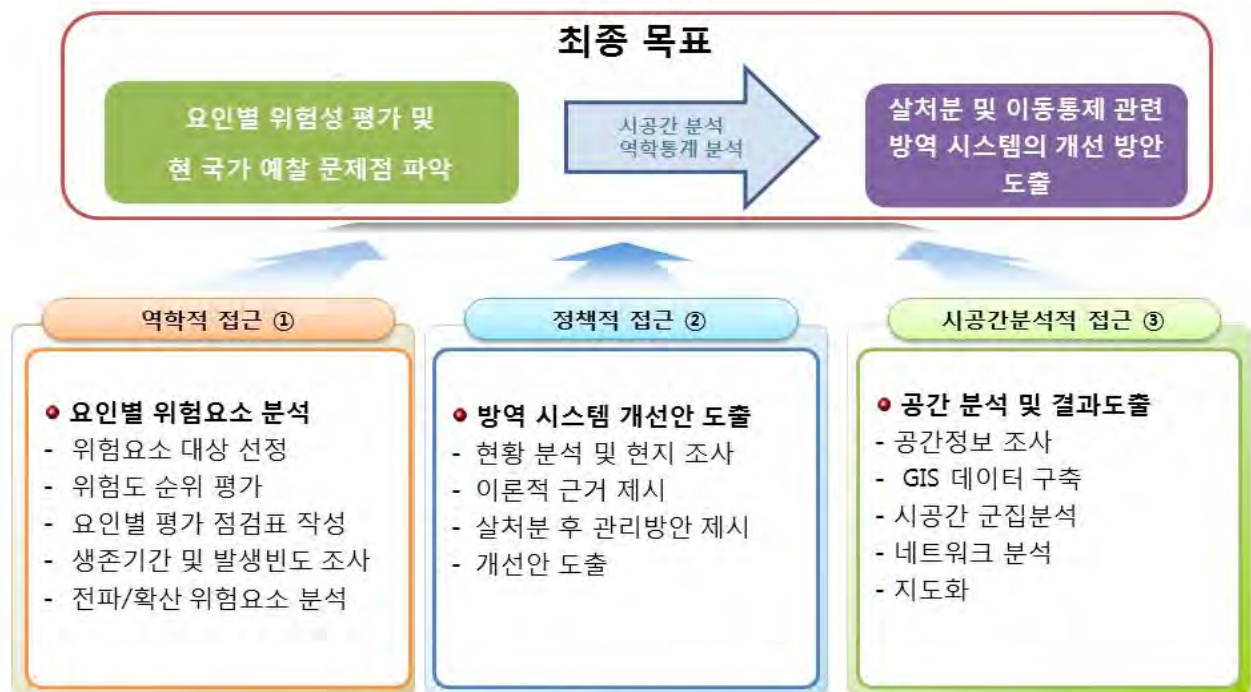 최종 목표
요인별 위험성 평가 및
현 국가 예찰 문제점 파악
시공간 분석
역학통계 분석
살처분 및 이동통제 관련
방역 시스템의 개선 방안
도출
역학적 접근 ①
요인별 위험요소 분석
- 위험요소 대상 선정
- 위험도 순위 평가
- 요인별 평가 점검표 작성
- 생존기간 및 발생빈도 조사
- 전파/확산 위험요소 분석
정책적 접근 ②
방역 시스템 개선안 도출
- 현황 분석 및 현지 조사
- 이론적 근거 제시
- 살처분 후 관리방안 제시
- 개선안 도출
시공간분석적 접근 ③
공간 분석 및 결과도출
- 공간정보 조사
- GIS 데이터 구축
- 시공간 군집분석
- 네트워크 분석
- 지도화